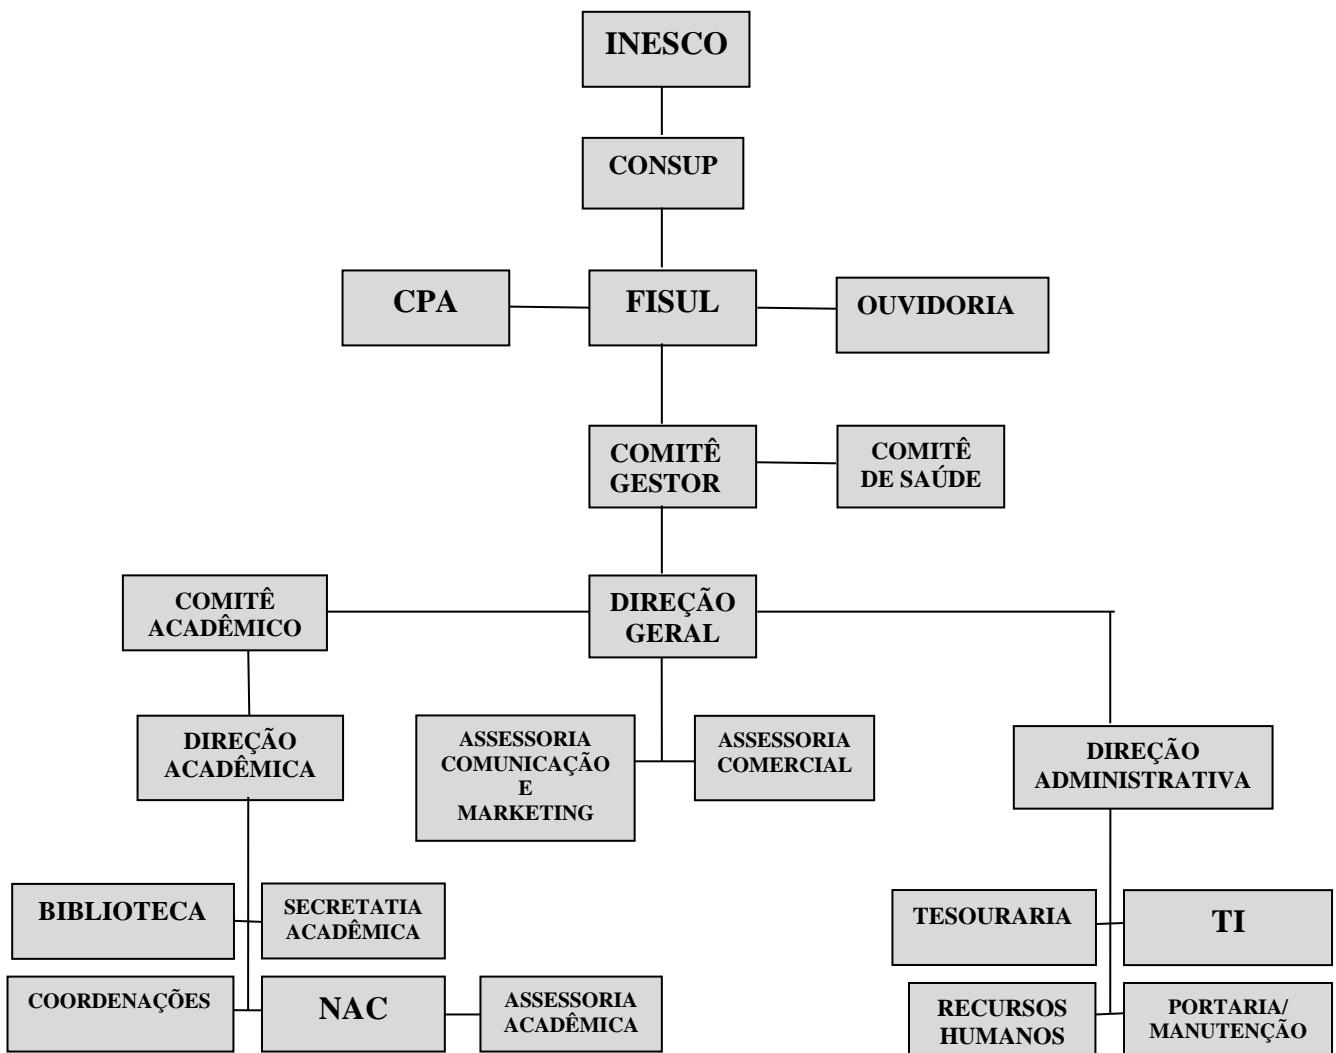 INESCO
CONSUP
CPA
FISUL
OUVIDORIA
COMITÊ
GESTOR
COMITÊ
DE SAÚDE
COMITÊ
ACADÊMICO
DIREÇÃO
GERAL
DIREÇÃO
ACADÊMICA
ASSESSORIA
COMUNICAÇÃO
E
MARKETING
ASSESSORIA
COMERCIAL
DIREÇÃO
ADMINISTRATIVA
BIBLIOTECA
SECRETATIA
ACADÊMICA
TESOURARIA
TI
COORDENAÇÕES
NAC
ASSESSORIA
ACADÊMICA
RECURSOS
HUMANOS
PORTARIA/
MANUTENÇÃO